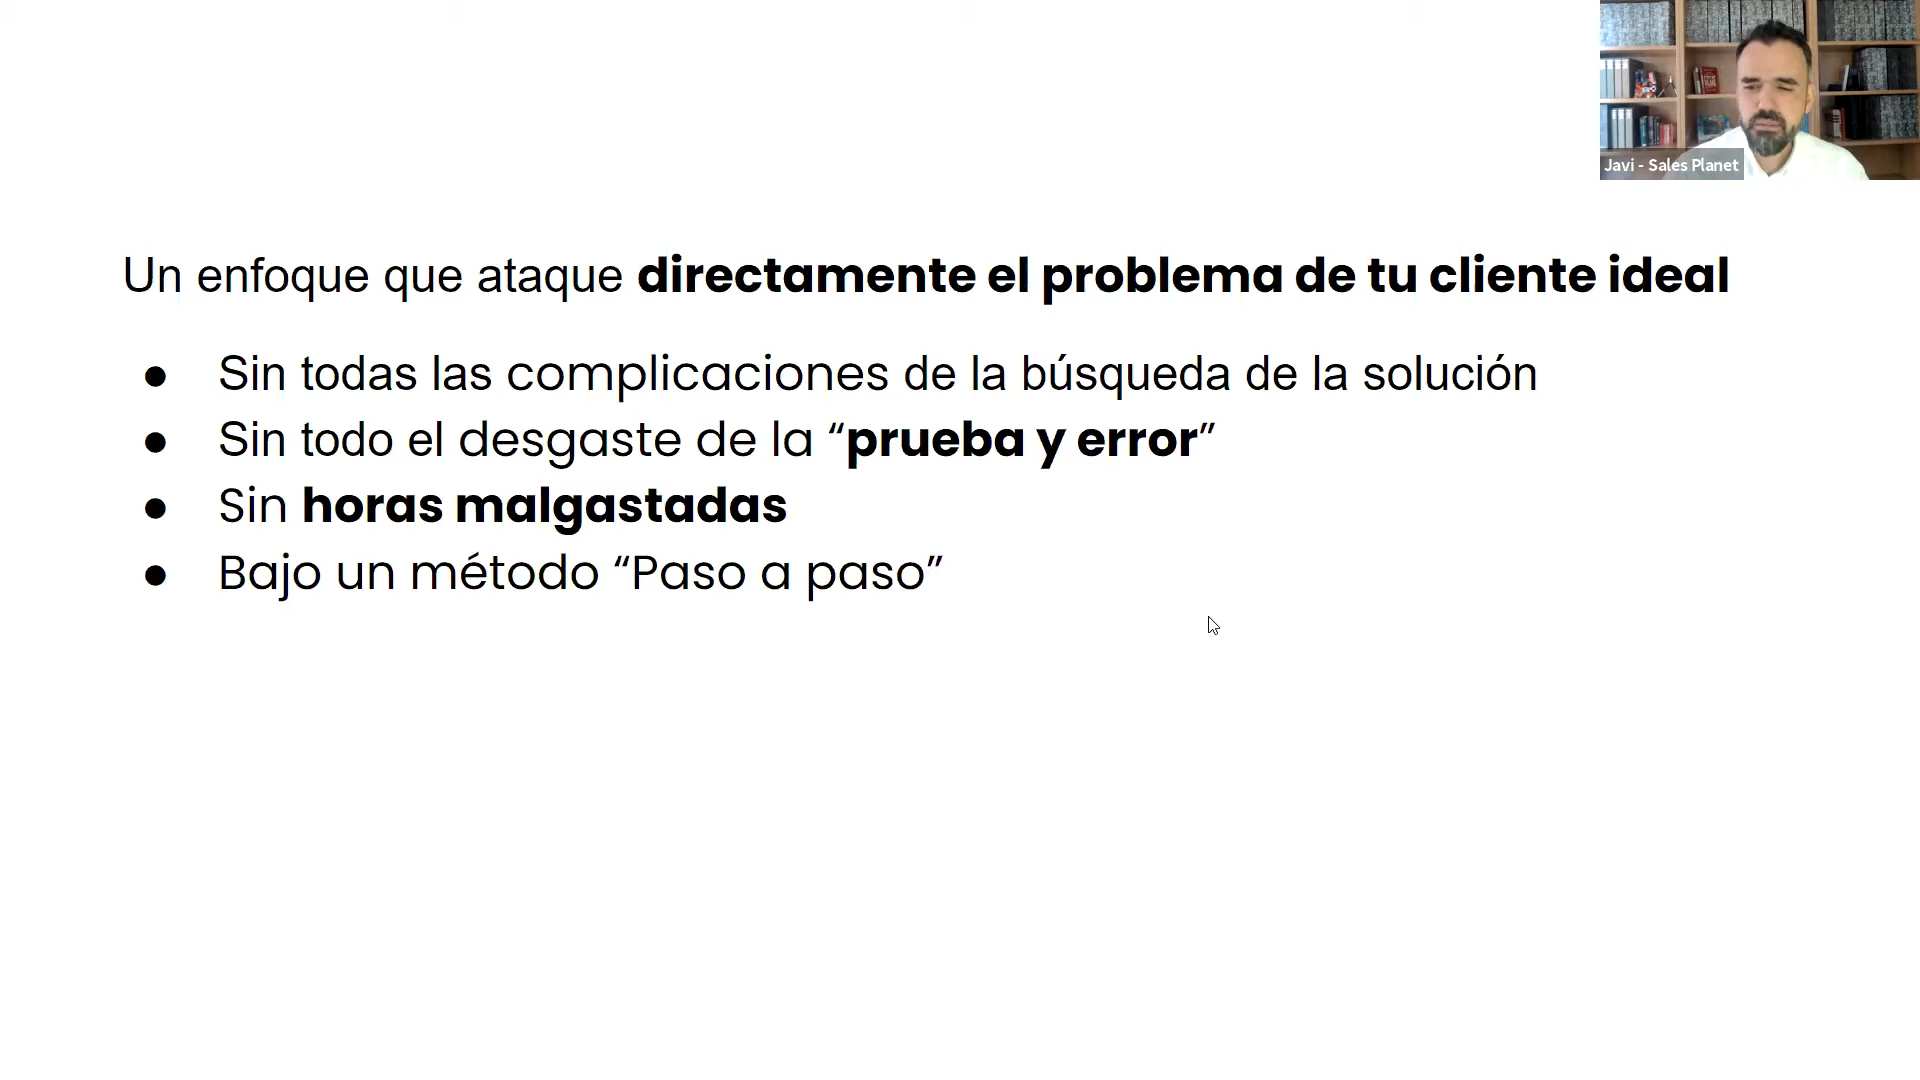 Javi - Sales Planet
Un enfoque que ataque directamente el problema de tu cliente ideal
● Sin todas las complicaciones de la búsqueda de la solución
● Sin todo el desgaste de la “prueba y error”
● Sin horas malgastadas
● Bajo un método “Paso a paso”